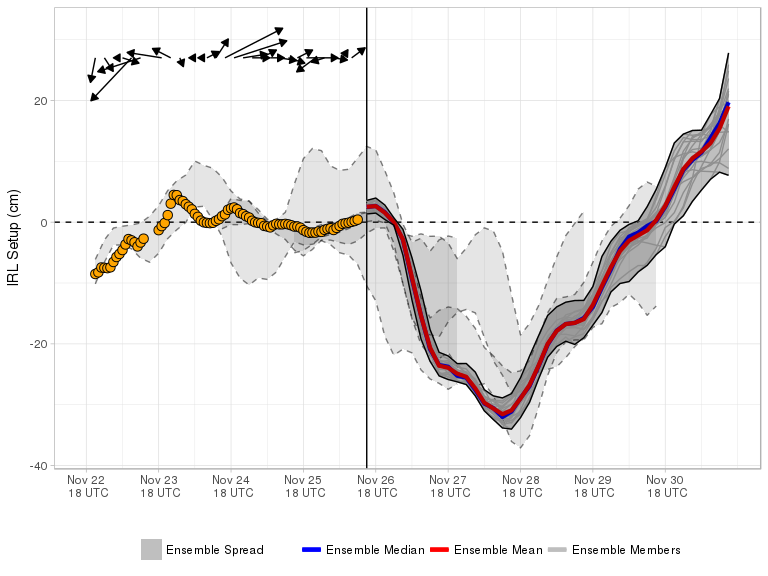 IRL Setup (cm)
20
0
-20
-40
Nov 22 Nov 23 Nov 24 Nov 25 Nov 26 Nov 27 Nov 28 Nov 29 Nov 30
18 UTC 18 UTC 18 UTC 18 UTC 18 UTC 18 UTC 18 UTC 18 UTC 18 UTC
Ensemble Spread Ensemble Median Ensemble Mean Ensemble Members